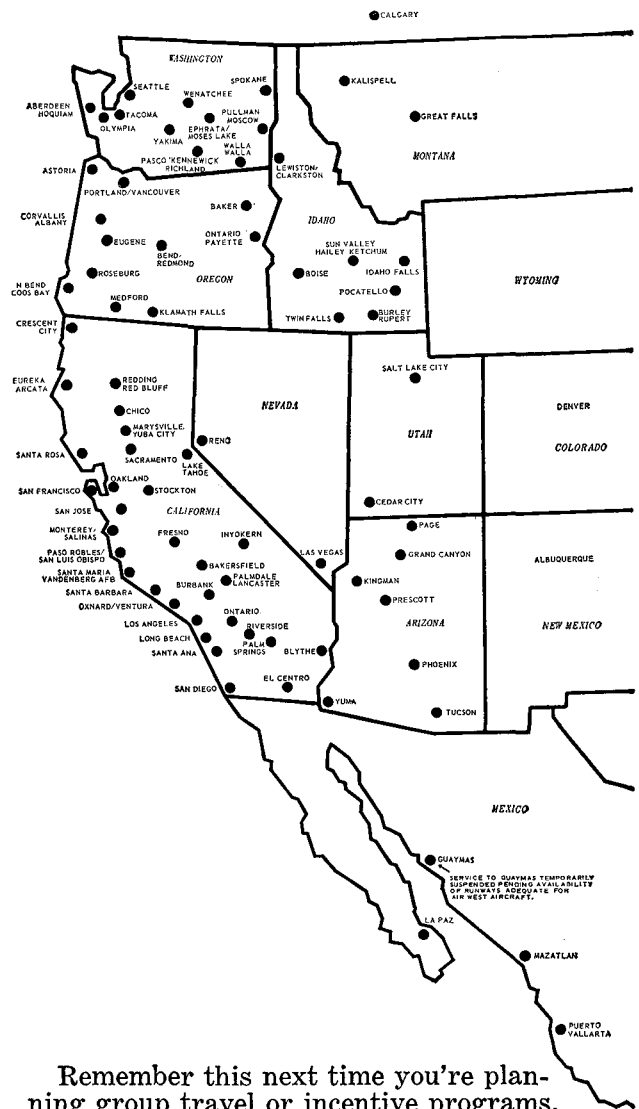 CALGARY
WASHINGTON
SEATTLE
SPOKANE
KALISPELL
WENATCHEE
ABERDEEN
HOQUIAM
TACOMA
PULLMAN
MOSCOW
GREAT FALLS
OLYMPIA
EPHRATA/
MOSES LAKE
YAKIMA
WALLA
WALLA
MONTANA
PASCO KENNEWICK
RICHLAND
LEWISTON-
CLARKSTON
ASTORIA
PORTLAND/VANCOUVER
BAKER
IDAHO
CORVALLIS
ALBANY
ONTARIO
PAYETTE
SUN VALLEY
HAILEY KETCHUM
EUGENE
BEND-
REDMOND
BOISE
IDAHO FALLS
ROSEBURG
OREGON
WYOMING
N BEND
COOS BAY
POCATELLO
MEDFORD
KLAMATH FALLS
TWIN FALLS
BURLEY
RUPERT
CRESCENT
CITY
SALT LAKE CITY
EUREKA
ARCATA
REDDING
RED BLUFF
NEVADA
DENVER
CHICO
MARYSVILLE,
YUBA CITY
UTAH
COLORADO
RENO
SANTA ROSA
SACRAMENTO
LAKE
TAHOE
OAKLAND
SAN FRANCISCO
STOCKTON
CEDAR CITY
SAN JOSE
CALIFORNIA
PAGE
MONTEREY/
SALINAS
FRESNO
INYOKERN
LAS VEGAS
GRAND CANYON
ALBUQUERQUE
PASO ROBLES/
SAN LUIS OBISPO
BAKERSFIELD
SANTA MARIA
VANDENBERG AFB
PALMDALE
LANCASTER
KINGMAN
BURBANK
SANTA BARBARA
PRESCOTT
OXNARD/VENTURA
ONTARIO
LOS ANGELES
RIVERSIDE
ARIZONA
NEW MEXICO
LONG BEACH
PALM
SPRINGS
SANTA ANA
BLYTHE
PHOENIX
EL CENTRO
SAN DIEGO
YUMA
TUCSON
MEXICO
GUAYMAS
SERVICE TO GUAYMAS TEMPORARILY
SUSPENDED PENDING AVAILABILITY
OF RUNWAYS ADEQUATE FOR
AIR WEST AIRCRAFT.
LA PAZ
MAZATLAN
PUERTO
VALLARTA
Remember this next time you're plan-
ning group travel or incentive programs.